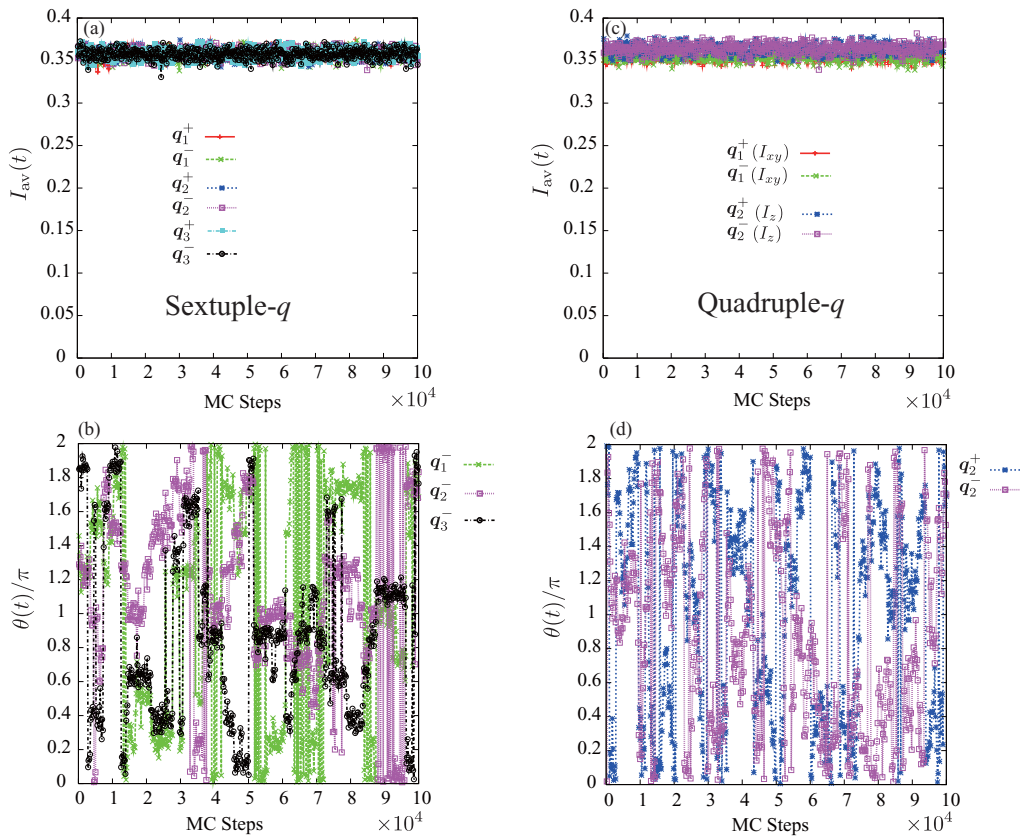 (a)
0.4
0.35
0.3
0.25
0.2
0.15
0.1
0.05
0
I_av(t)
q_1^+
q_1^-
q_2^+
q_2^-
q_3^+
q_3^-
Sextuple-q
0 1 2 3 4 5 6 7 8 9 10
MC Steps
×10^4
(c)
0.4
0.35
0.3
0.25
0.2
0.15
0.1
0.05
0
I_av(t)
q_1^+ (I_xy)
q_1^- (I_xy)
q_2^+ (I_z)
q_2^- (I_z)
Quadruple-q
0 1 2 3 4 5 6 7 8 9 10
MC Steps
×10^4
(b)
2
1.8
1.6
1.4
1.2
1
0.8
0.6
0.4
0.2
0
θ(t)/π
q_1^-
q_2^-
q_3^-
0 1 2 3 4 5 6 7 8 9 10
MC Steps
×10^4
(d)
2
1.8
1.6
1.4
1.2
1
0.8
0.6
0.4
0.2
0
θ(t)/π
q_2^+
q_2^-
0 1 2 3 4 5 6 7 8 9 10
MC Steps
×10^4